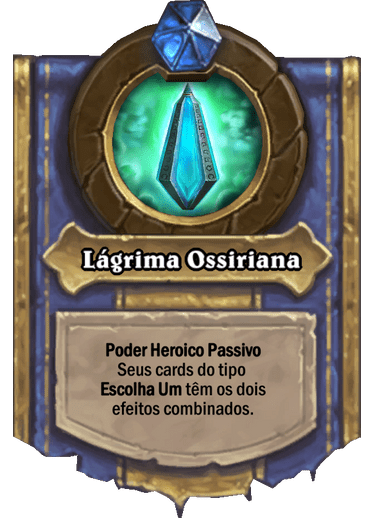 Lágrima Ossiriana
Poder Heroico Passivo
Seus cards do tipo
Escolha Um têm os dois
efeitos combinados.